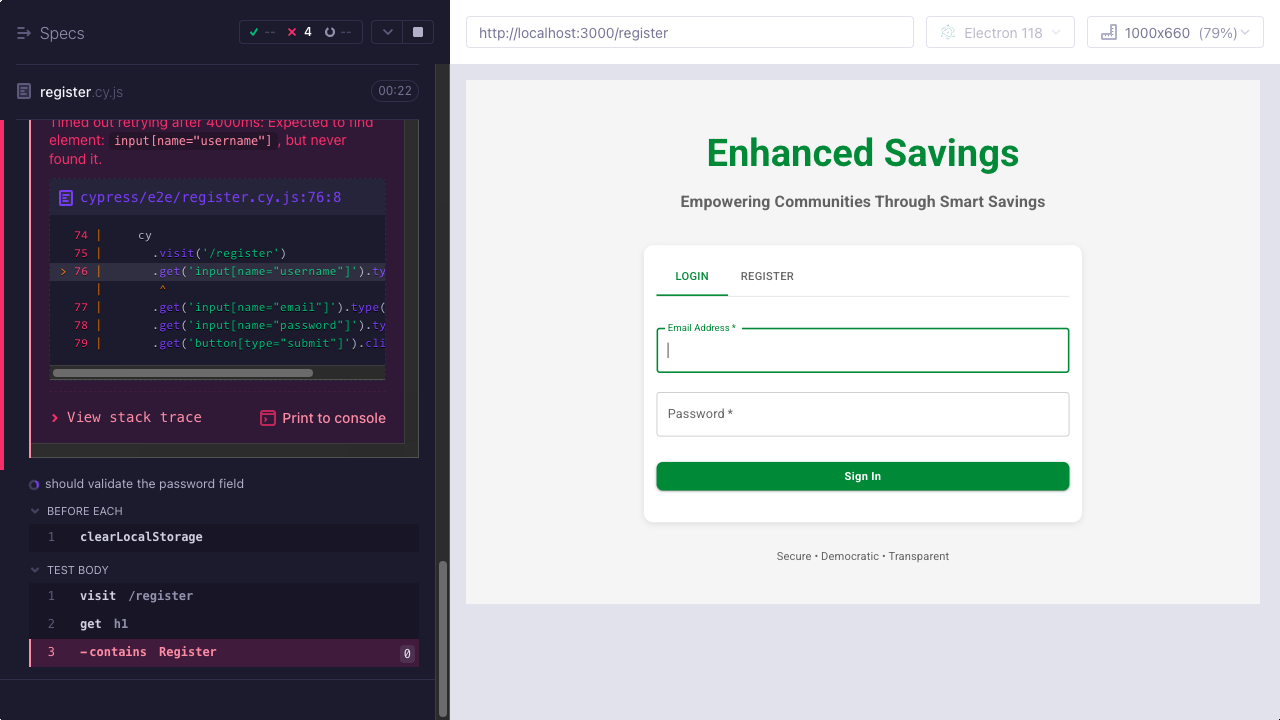 Specs
-- 4 --
register.cy.js
00:22
Timed out retrying after 4000ms: Expected to find
element: input[name="username"] , but never
found it.
cypress/e2e/register.cy.js:76:8
74 | cy
75 | .visit('/register')
> 76 | .get('input[name="username"]').ty
| ^
77 | .get('input[name="email"]').type(
78 | .get('input[name="password"]').ty
79 | .get('button[type="submit"]').cli
View stack trace
Print to console
should validate the password field
BEFORE EACH
1 clearLocalStorage
TEST BODY
1 visit /register
2 get h1
3 -contains Register 0
http://localhost:3000/register
Electron 118
1000x660 (79%)
Enhanced Savings
Empowering Communities Through Smart Savings
LOGIN REGISTER
Email Address *
Password *
Sign In
Secure • Democratic • Transparent